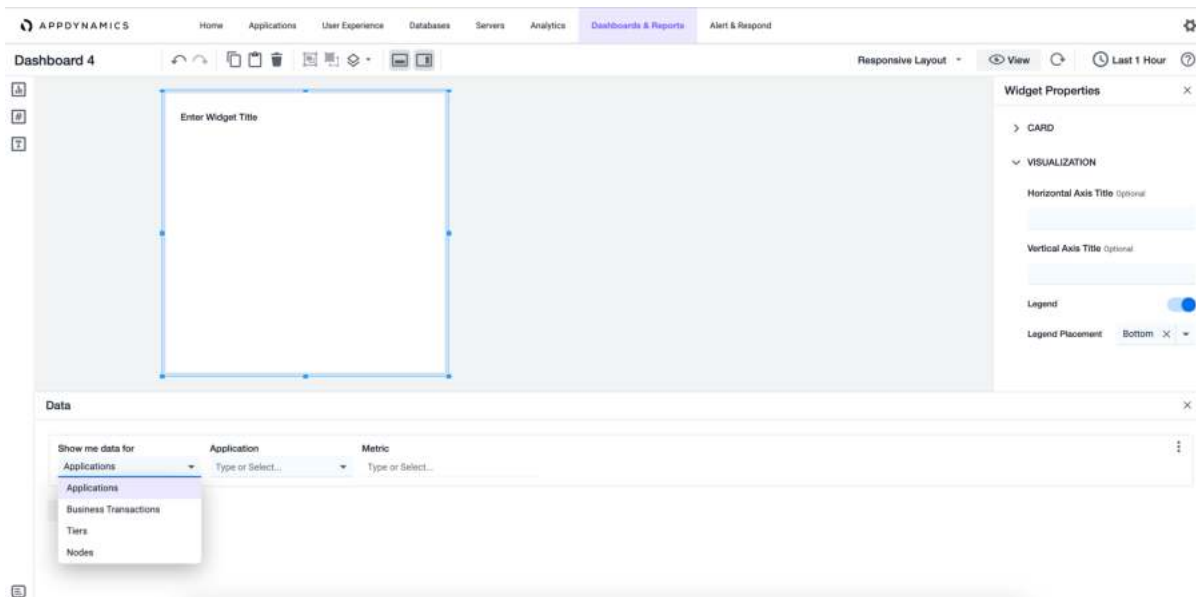 APPDYNAMICS Home Applications User Experience Databases Servers Analytics Dashboards & Reports Alert & Respond
Dashboard 4 Responsive Layout View Last 1 Hour
Widget Properties
Enter Widget Title
CARD
VISUALIZATION
Horizontal Axis Title Optional
Vertical Axis Title Optional
Legend
Legend Placement Bottom
Data
Show me data for Application Metric
Applications Type or Select... Type or Select...
Applications
Business Transactions
Tiers
Nodes